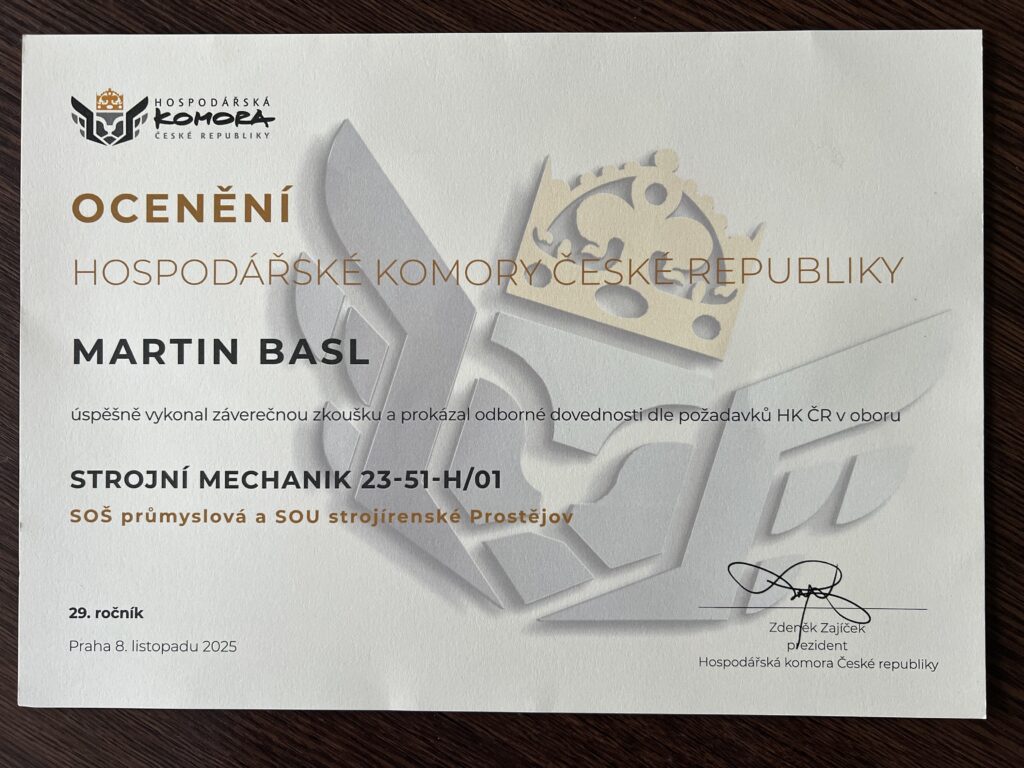 HOSPODÁŘSKÁ
KOMORA
ČESKÉ REPUBLIKY
OCENĚNÍ
HOSPODÁŘSKÉ KOMORY ČESKÉ REPUBLIKY
MARTIN BASL
úspěšně vykonal záverečnou zkoušku a prokázal odborné dovednosti dle požadavků HK ČR v oboru
STROJNÍ MECHANIK 23-51-H/01
SOŠ průmyslová a SOU strojírenské Prostějov
29. ročník
Praha 8. listopadu 2025
Zdeněk Zajíček
prezident
Hospodářská komora České republiky